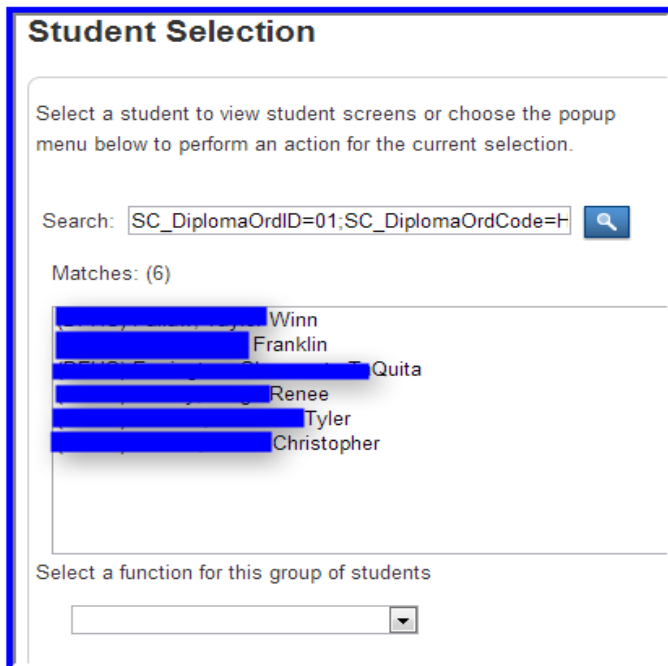 Student Selection
Select a student to view student screens or choose the popup
menu below to perform an action for the current selection.
Search: SC_DiplomaOrdID=01;SC_DiplomaOrdCode=H
Matches: (6)
Winn
Franklin
Quita
Renee
Tyler
Christopher
Select a function for this group of students